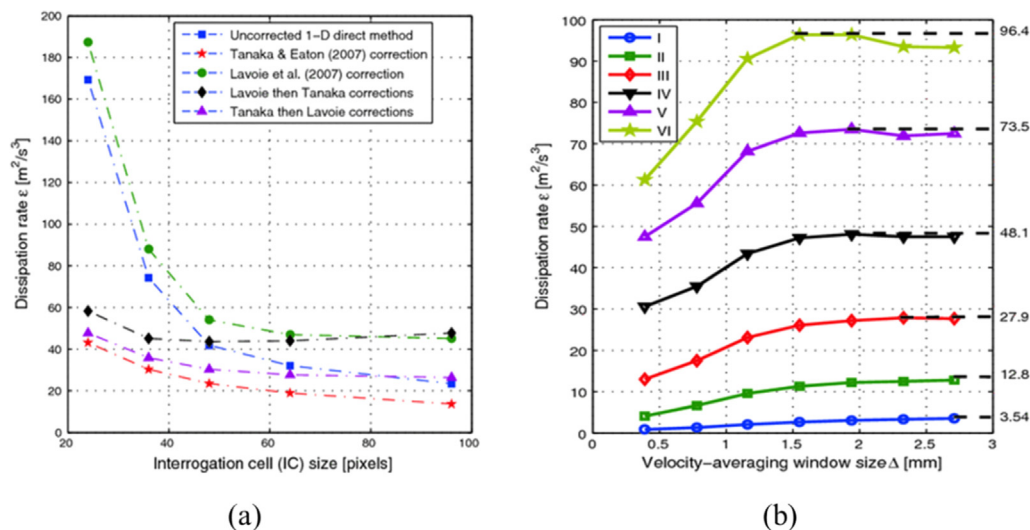 200
180
160
140
120
100
80
60
40
20
0
20
40
60
80
100
Dissipation rate ε [m²/s³]
Interrogation cell (IC) size [pixels]
Uncorrected 1−D direct method
Tanaka & Eaton (2007) correction
Lavoie et al. (2007) correction
Lavoie then Tanaka corrections
Tanaka then Lavoie corrections
(a)
100
90
80
70
60
50
40
30
20
10
0
0
0.5
1
1.5
2
2.5
3
Dissipation rate ε [m²/s³]
Velocity−averaging window size Δ [mm]
I
II
III
IV
V
VI
96.4
73.5
48.1
27.9
12.8
3.54
(b)